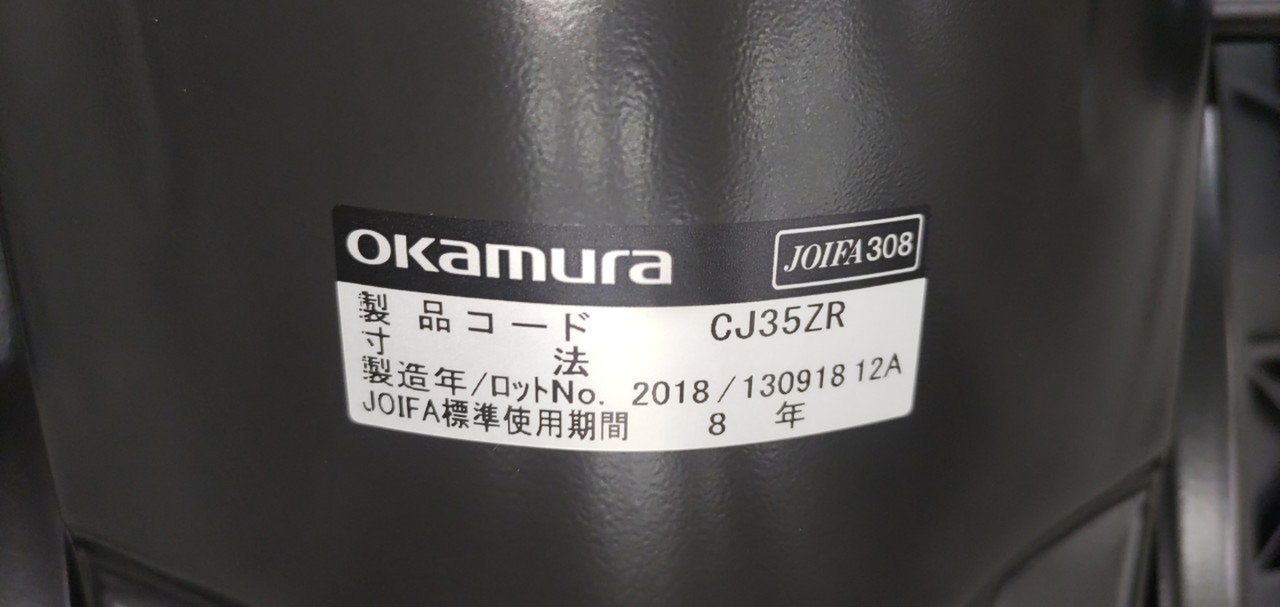 OKamura JOIFA308
製品コード CJ35ZR
寸法
製造年/ロットNo. 2018/130918 12A
JOIFA標準使用期間 8 年